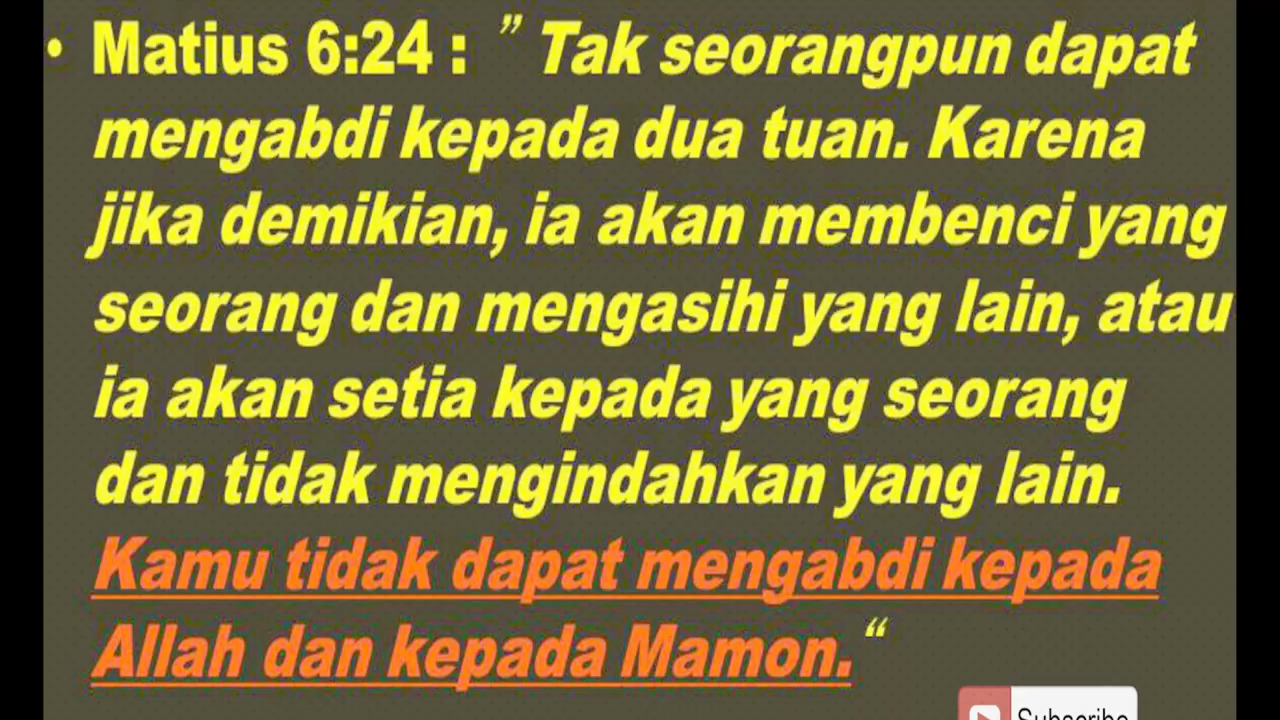 • Matius 6:24 : ” Tak seorangpun dapat
mengabdi kepada dua tuan. Karena
jika demikian, ia akan membenci yang
seorang dan mengasihi yang lain, atau
ia akan setia kepada yang seorang
dan tidak mengindahkan yang lain.
Kamu tidak dapat mengabdi kepada
Allah dan kepada Mamon.“
Subscribe